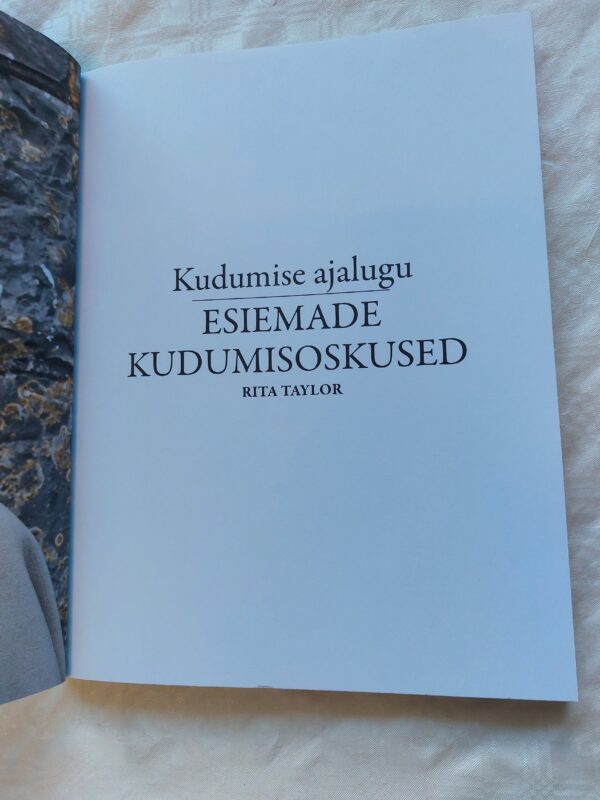 Kudumise ajalugu
ESIEMADE
KUDUMISOSKUSED
RITA TAYLOR